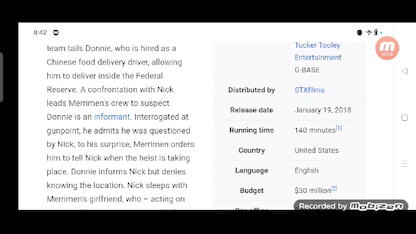 8:42
team tails Donnie, who is hired as a
Chinese food delivery driver, allowing
him to deliver inside the Federal
Reserve. A confrontation with Nick
leads Merrimen's crew to suspect
Donnie is an informant. Interrogated at
gunpoint, he admits he was questioned
by Nick; to his surprise, Merrimen orders
him to tell Nick when the heist is taking
place. Donnie informs Nick but denies
knowing the location. Nick sleeps with
Merrimen's girlfriend, who – acting on
Tucker Tooley
Entertainment
G-BASE
Distributed by STXfilms
Release date January 19, 2018
Running time 140 minutes[1]
Country United States
Language English
Budget $30 million[2]
Recorded by mobizen